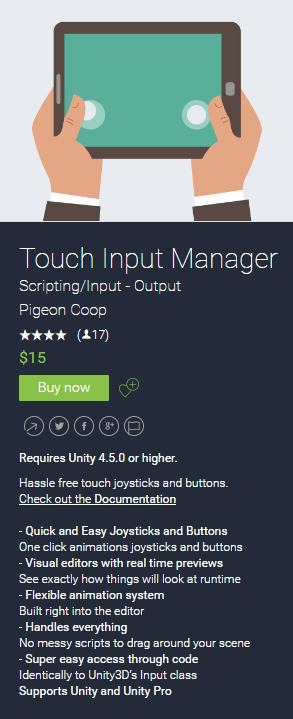 Touch Input Manager
Scripting/Input - Output
Pigeon Coop
★★★★ (17)
$15
Buy now
Requires Unity 4.5.0 or higher.
Hassle free touch joysticks and buttons.
Check out the Documentation
- Quick and Easy Joysticks and Buttons
One click animations joysticks and buttons
- Visual editors with real time previews
See exactly how things will look at runtime
- Flexible animation system
Built right into the editor
- Handles everything
No messy scripts to drag around your scene
- Super easy access through code
Identically to Unity3D's Input class
Supports Unity and Unity Pro